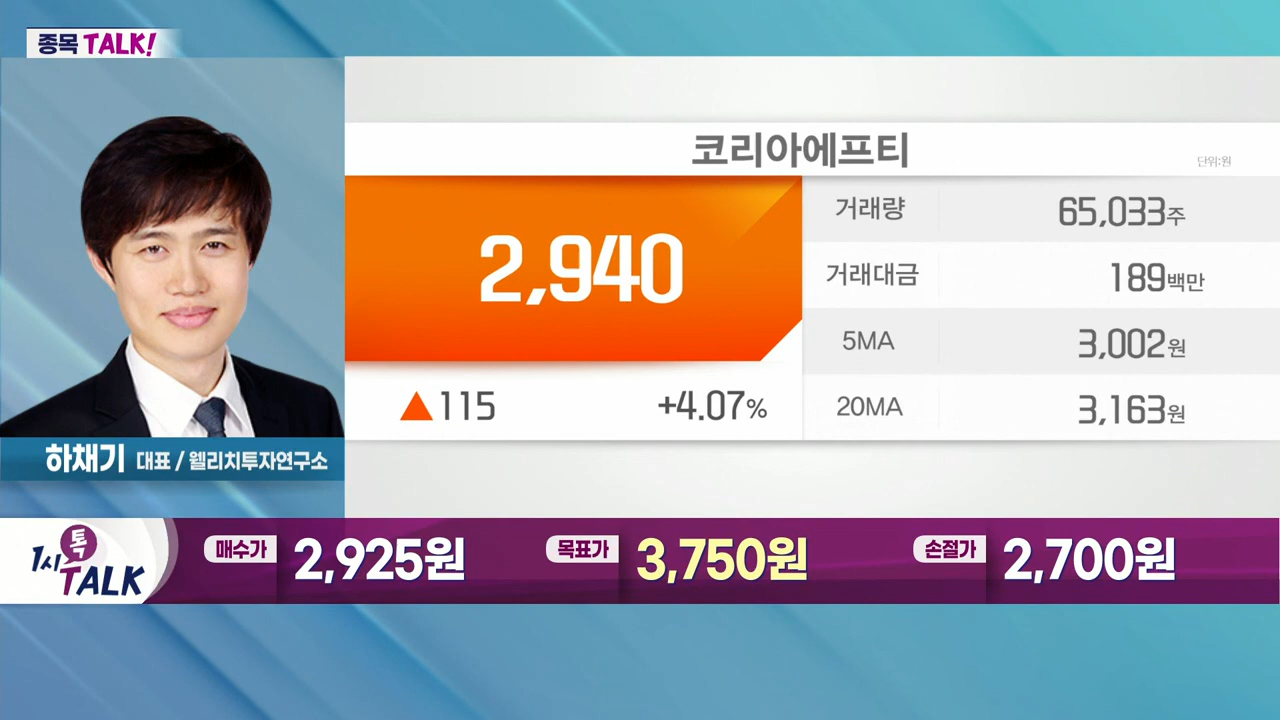 종목 TALK!
코리아에프티
단위:원
2,940
▲115 +4.07%
거래량 65,033주
거래대금 189백만
5MA 3,002원
20MA 3,163원
하채기 대표 / 웰리치투자연구소
1시 톡 TALK
매수가 2,925원 목표가 3,750원 손절가 2,700원